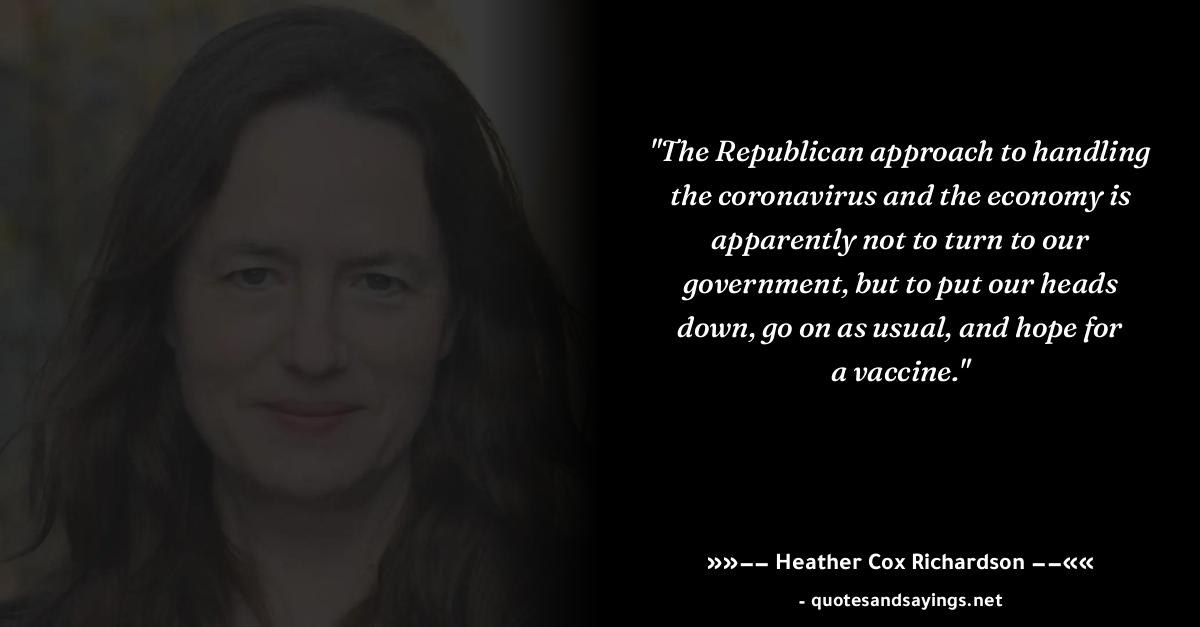 "The Republican approach to handling
the coronavirus and the economy is
apparently not to turn to our
government, but to put our heads
down, go on as usual, and hope for
a vaccine."
»»−− Heather Cox Richardson −−««
- quotesandsayings.net